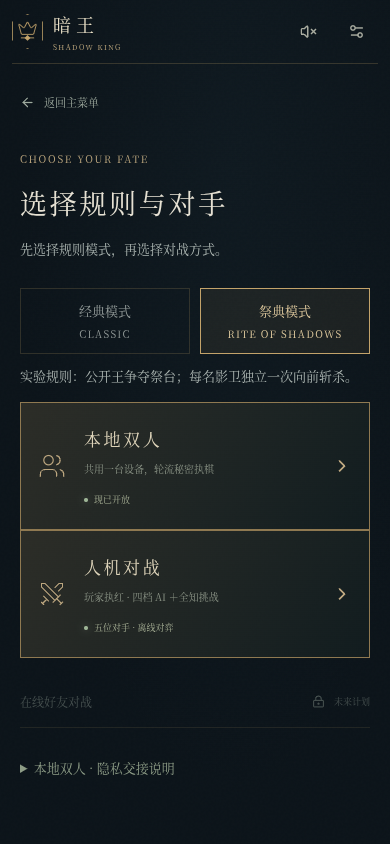 暗王
SHADOW KING
返回主菜单
CHOOSE YOUR FATE
选择规则与对手
先选择规则模式，再选择对战方式。
经典模式
CLASSIC
祭典模式
RITE OF SHADOWS
实验规则：公开王争夺祭台；每名影卫独立一次向前斩杀。
本地双人
共用一台设备，轮流秘密执棋
现已开放
人机对战
玩家执红 · 四档 AI ＋全知挑战
五位对手 · 离线对弈
在线好友对战
未来计划
本地双人 · 隐私交接说明